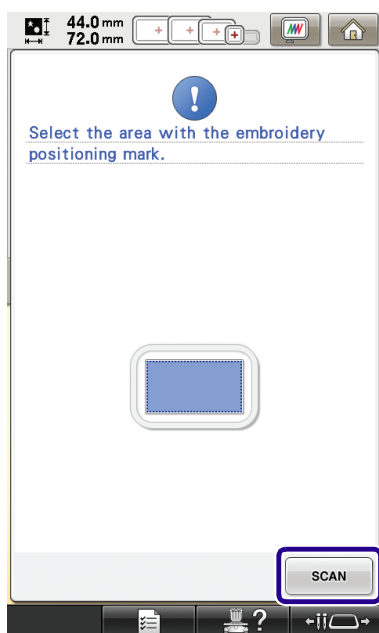 44.0 mm
72.0 mm
Select the area with the embroidery
positioning mark.
SCAN
?